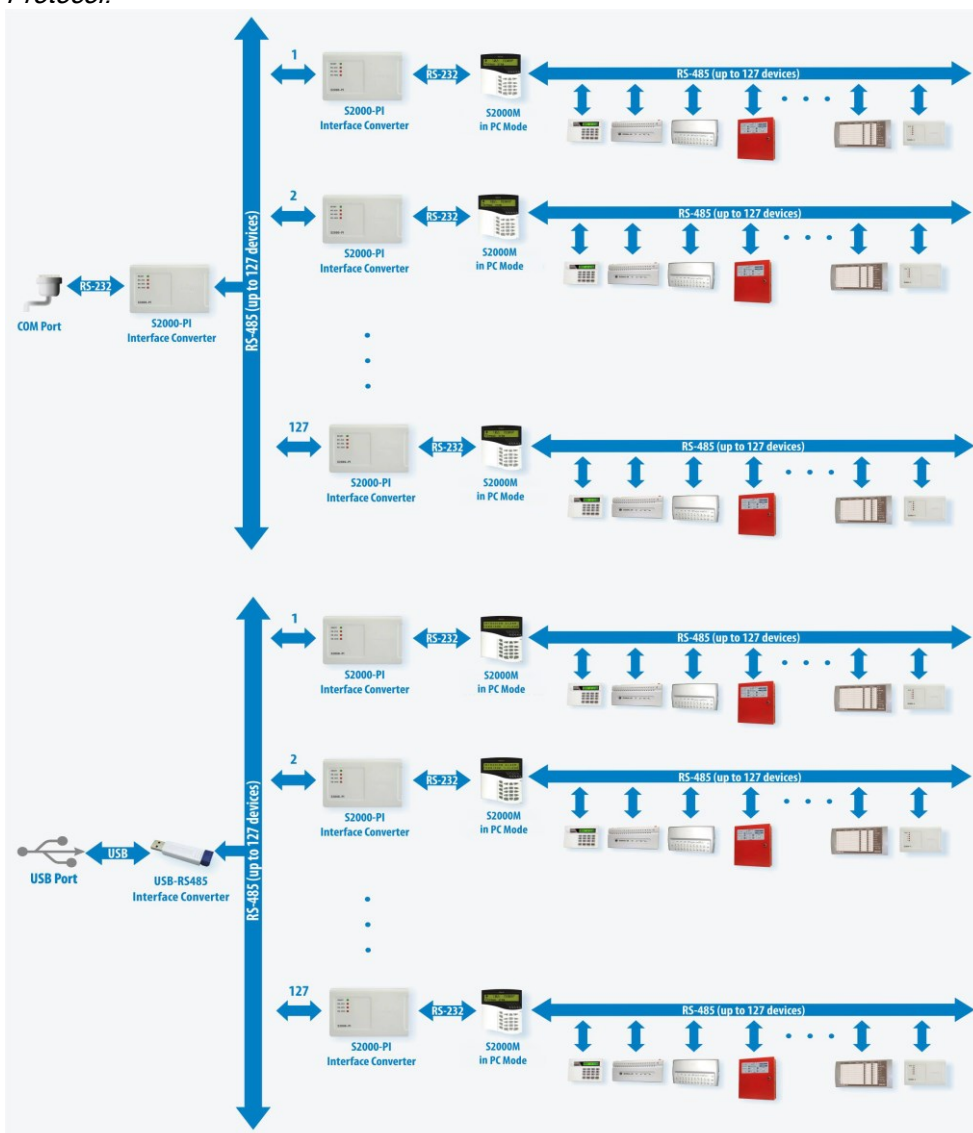 Protocol.
1
RS-232
RS-485 (up to 127 devices)
S2000-PI
Interface Converter
S2000M
in PC Mode
2
RS-232
RS-485 (up to 127 devices)
S2000-PI
Interface Converter
S2000M
in PC Mode
RS-485 (up to 127 devices)
RS-232
COM Port
S2000-PI
Interface Converter
127
RS-232
RS-485 (up to 127 devices)
S2000-PI
Interface Converter
S2000M
in PC Mode
1
RS-232
RS-485 (up to 127 devices)
S2000-PI
Interface Converter
S2000M
in PC Mode
2
RS-232
RS-485 (up to 127 devices)
S2000-PI
Interface Converter
S2000M
in PC Mode
RS-485 (up to 127 devices)
USB
USB Port
USB-RS485
Interface Converter
127
RS-232
RS-485 (up to 127 devices)
S2000-PI
Interface Converter
S2000M
in PC Mode